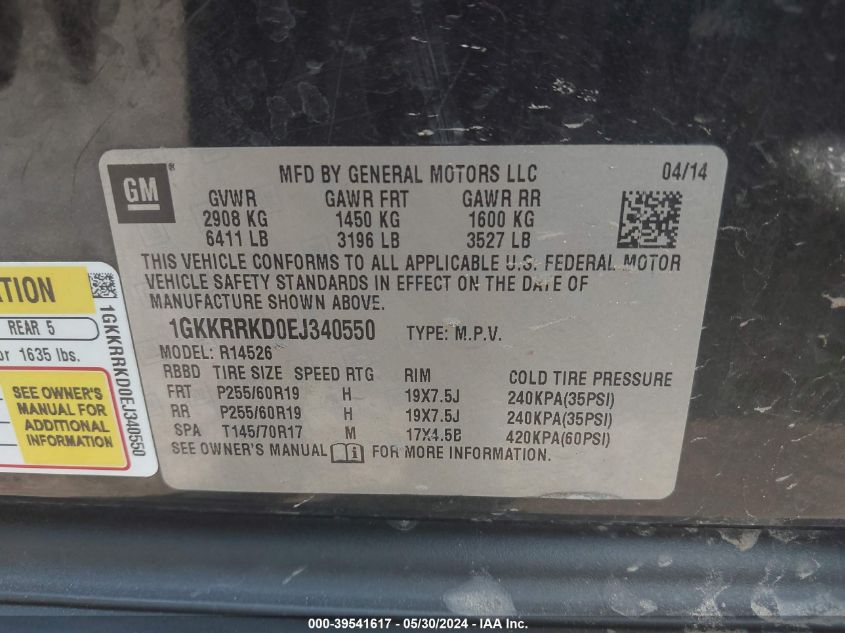 GM ®
MFD BY GENERAL MOTORS LLC 04/14
GVWR GAWR FRT GAWR RR
2908 KG 1450 KG 1600 KG
6411 LB 3196 LB 3527 LB
THIS VEHICLE CONFORMS TO ALL APPLICABLE U.S. FEDERAL MOTOR
VEHICLE SAFETY STANDARDS IN EFFECT ON THE DATE OF
MANUFACTURE SHOWN ABOVE.
1GKKRRKD0EJ340550 TYPE: M.P.V.
MODEL: R14526
RBBD TIRE SIZE SPEED RTG RIM COLD TIRE PRESSURE
FRT P255/60R19 H 19X7.5J 240KPA(35PSI)
RR P255/60R19 H 19X7.5J 240KPA(35PSI)
SPA T145/70R17 M 17X4.5B 420KPA(60PSI)
SEE OWNER'S MANUAL FOR MORE INFORMATION.
REAR 5
or 1635 lbs.
SEE OWNER'S
MANUAL FOR
ADDITIONAL
INFORMATION
1GKKRRKD0EJ340550
000-39541617 - 05/30/2024 - IAA Inc.